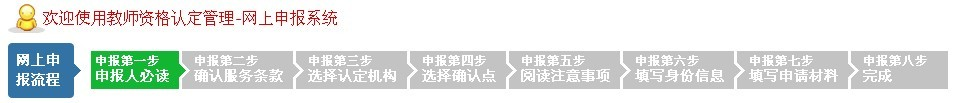 欢迎使用教师资格认定管理-网上申报系统
网上申
报流程
申报第一步
申报人必读
申报第二步
确认服务条款
申报第三步
选择认定机构
申报第四步
选择确认点
申报第五步
阅读注意事项
申报第六步
填写身份信息
申报第七步
填写申请材料
申报第八步
完成